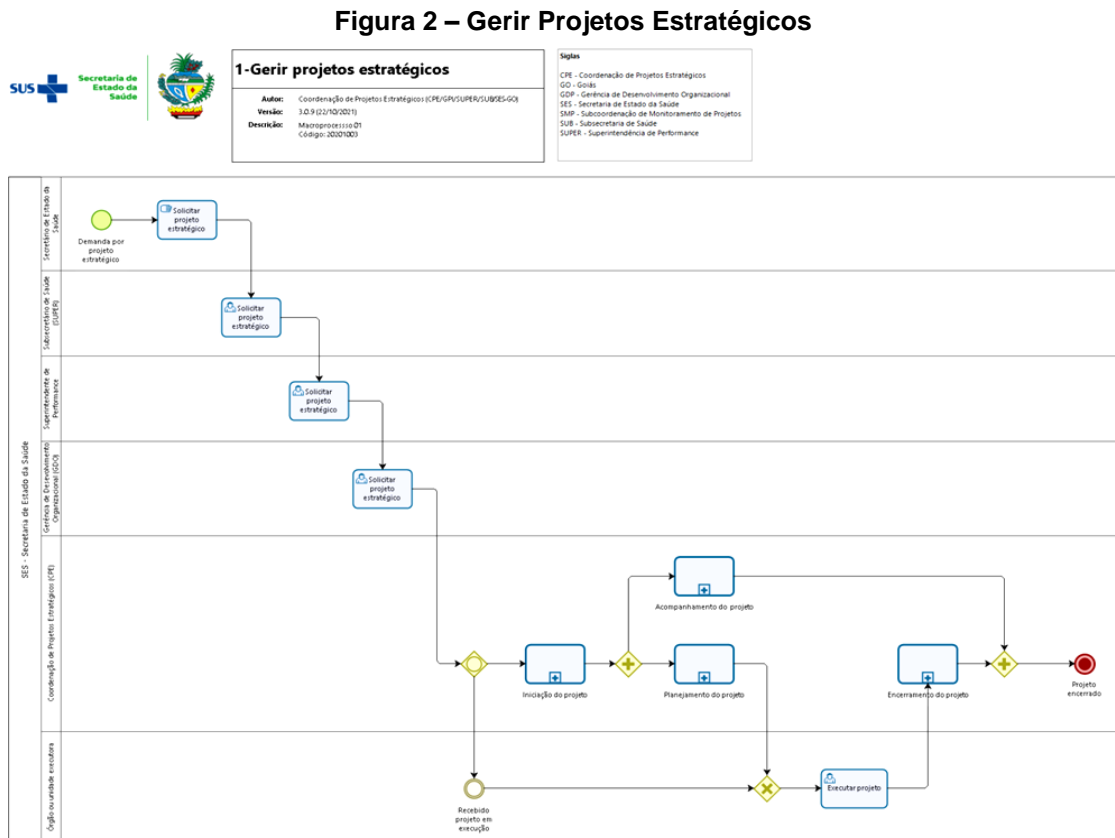 Figura 2 – Gerir Projetos Estratégicos
SUS
Secretaria de
Estado da
Saúde
1-Gerir projetos estratégicos
Autor: Coordenação de Projetos Estratégicos (CPE/GPI/SUPER/SUB/SES-GO)
Versão: 3.0.9 (22/10/2021)
Descrição: Macroprocessso 01
Código: 20201003
Siglas
CPE - Coordenação de Projetos Estratégicos
GO - Goiás
GDP - Gerência de Desenvolvimento Organizacional
SES - Secretaria de Estado da Saúde
SMP - Subcoordenação de Monitoramento de Projetos
SUB - Subsecretaria de Saúde
SUPER - Superintendência de Performance
SES - Secretaria de Estado da Saúde
Secretário de Estado da
Saúde
Demanda por
projeto
estratégico
Solicitar
projeto
estratégico
Subsecretário de Saúde
(SUPER)
Solicitar
projeto
estratégico
Superintendente de
Performance
Solicitar
projeto
estratégico
Gerência de Desevolvimento
Organizacional (GDO)
Solicitar
projeto
estratégico
Coordenação de Projetos Estratégicos (CPE)
Acompanhamento do projeto
Iniciação do projeto
Planejamento do projeto
Encerramento do projeto
Projeto
encerrado
Órgão ou unidade executora
Recebido
projeto em
execução
Executar projeto